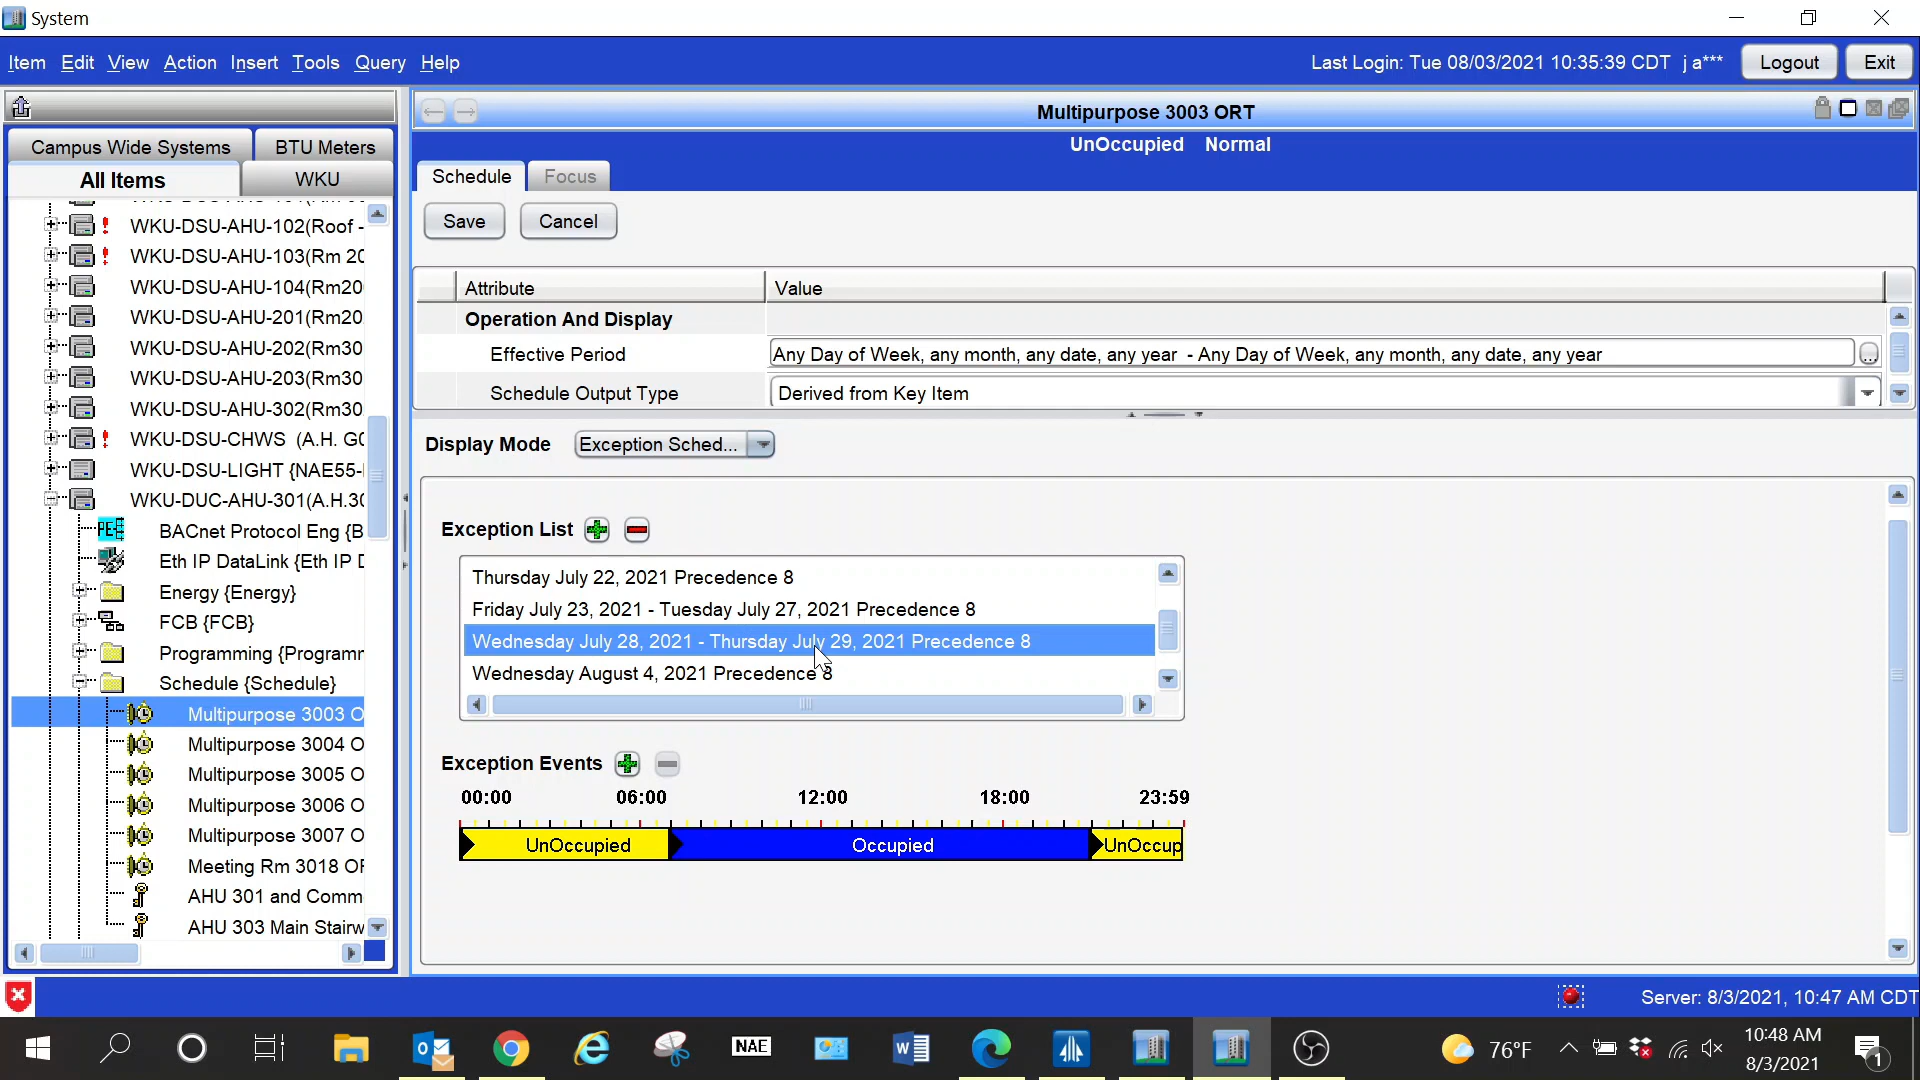 System
Item Edit View Action Insert Tools Query Help
Last Login: Tue 08/03/2021 10:35:39 CDT j a***
Logout
Exit
Campus Wide Systems
BTU Meters
All Items
WKU
WKU-DSU-AHU-102(Roof -
WKU-DSU-AHU-103(Rm 20
WKU-DSU-AHU-104(Rm20
WKU-DSU-AHU-201(Rm20
WKU-DSU-AHU-202(Rm30
WKU-DSU-AHU-203(Rm30
WKU-DSU-AHU-302(Rm30
WKU-DSU-CHWS (A.H. G
WKU-DSU-LIGHT {NAE55-
WKU-DUC-AHU-301(A.H.30
BACnet Protocol Eng {B
Eth IP DataLink {Eth IP D
Energy {Energy}
FCB {FCB}
Programming {Programm
Schedule {Schedule}
Multipurpose 3003 O
Multipurpose 3004 O
Multipurpose 3005 O
Multipurpose 3006 O
Multipurpose 3007 O
Meeting Rm 3018 OR
AHU 301 and Comm
AHU 303 Main Stairw
Multipurpose 3003 ORT
UnOccupied Normal
Schedule
Focus
Save
Cancel
Attribute Value
Operation And Display
Effective Period Any Day of Week, any month, any date, any year - Any Day of Week, any month, any date, any year
Schedule Output Type Derived from Key Item
Display Mode Exception Sched...
Exception List
Thursday July 22, 2021 Precedence 8
Friday July 23, 2021 - Tuesday July 27, 2021 Precedence 8
Wednesday July 28, 2021 - Thursday July 29, 2021 Precedence 8
Wednesday August 4, 2021 Precedence 8
Exception Events
00:00 06:00 12:00 18:00 23:59
UnOccupied Occupied UnOccup
Server: 8/3/2021, 10:47 AM CDT
NAE
76°F
10:48 AM
8/3/2021
1